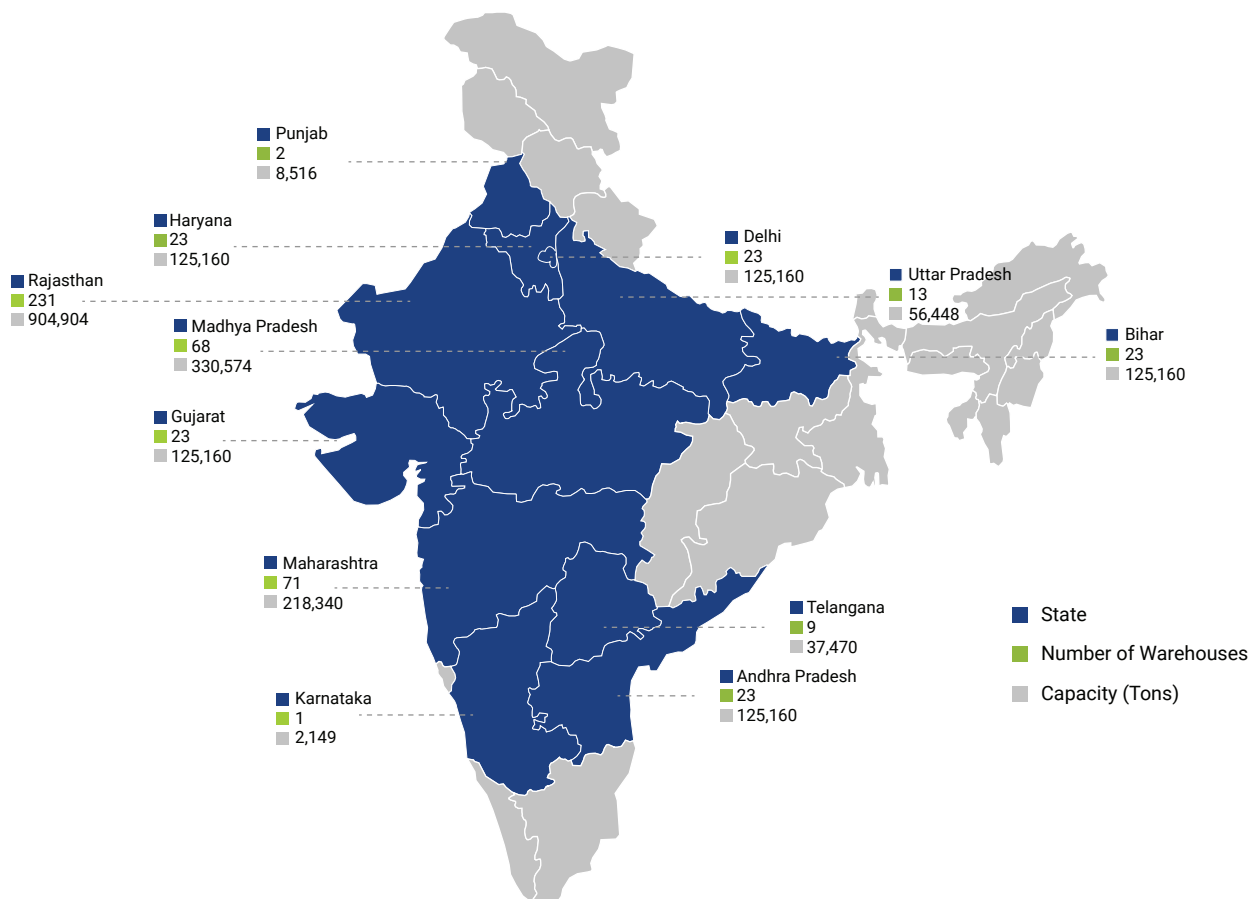 Punjab
2
8,516
Haryana
23
125,160
Delhi
23
125,160
Rajasthan
231
904,904
Uttar Pradesh
13
56,448
Madhya Pradesh
68
330,574
Bihar
23
125,160
Gujarat
23
125,160
Maharashtra
71
218,340
Telangana
9
37,470
State
Number of Warehouses
Capacity (Tons)
Andhra Pradesh
23
125,160
Karnataka
1
2,149